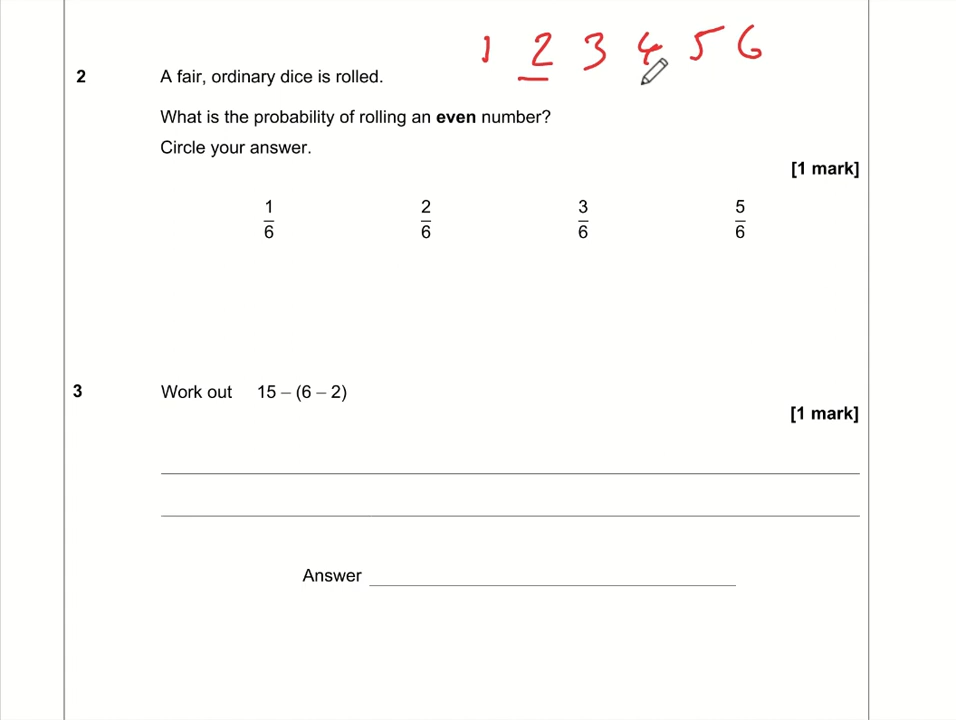 1 2 3 4 5 6
2 A fair, ordinary dice is rolled.
What is the probability of rolling an even number?
Circle your answer.
[1 mark]
1/6 2/6 3/6 5/6
3 Work out 15 – (6 – 2)
[1 mark]
Answer